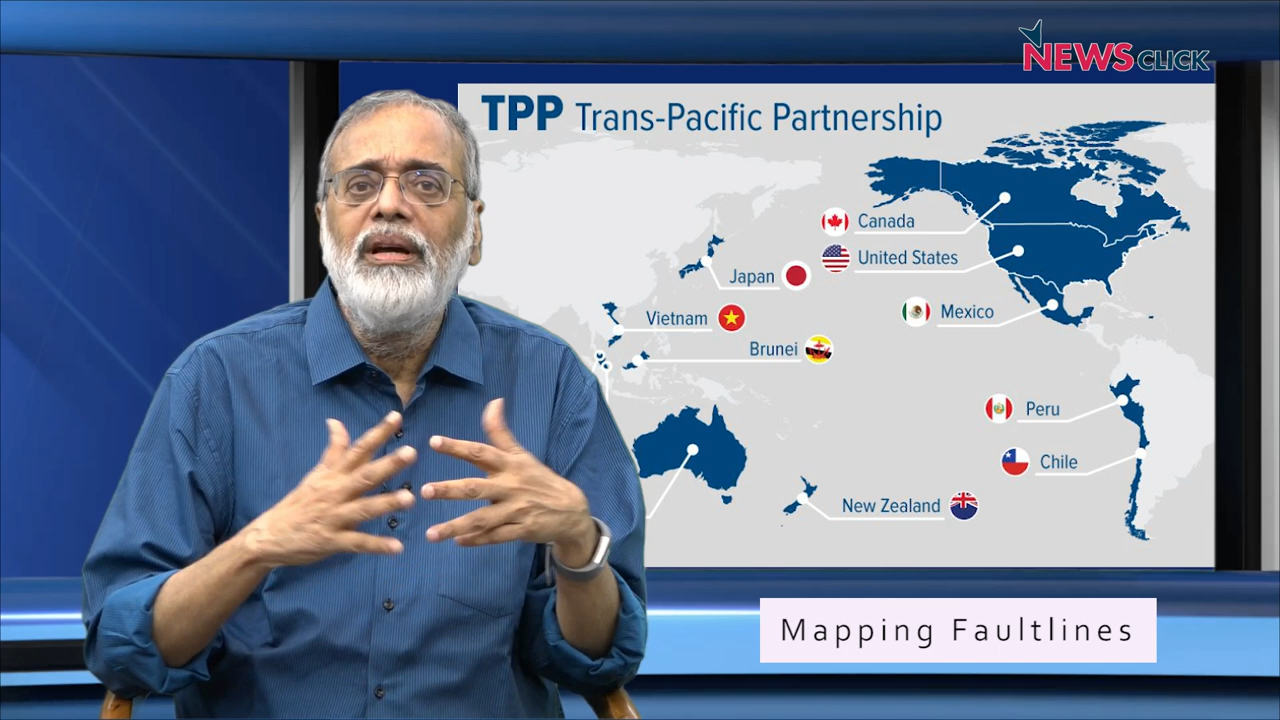 NEWSCLICK
TPP Trans-Pacific Partnership
Canada
United States
Japan
Mexico
Vietnam
Brunei
Peru
Chile
New Zealand
Mapping Faultlines